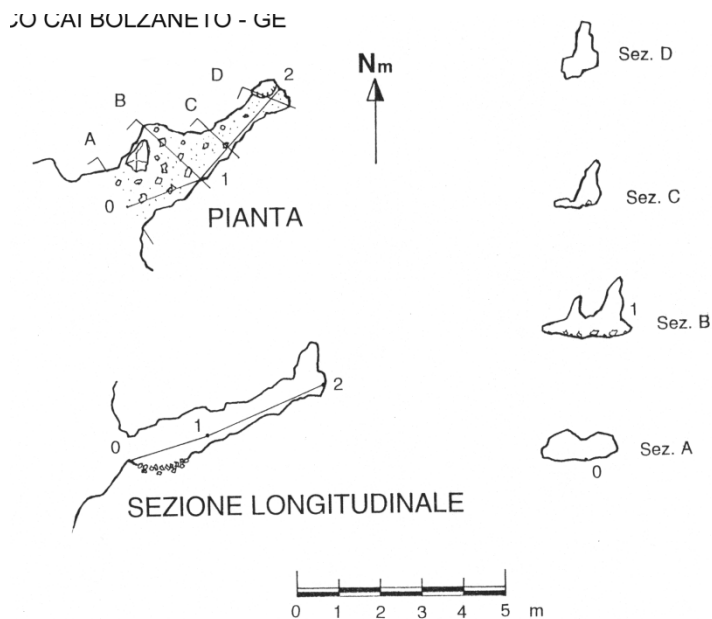 CO CAI BOLZANETO - GE
Nm
D
2
B
C
A
1
0
PIANTA
Sez. D
Sez. C
1
Sez. B
Sez. A
0
2
1
0
SEZIONE LONGITUDINALE
0 1 2 3 4 5 m